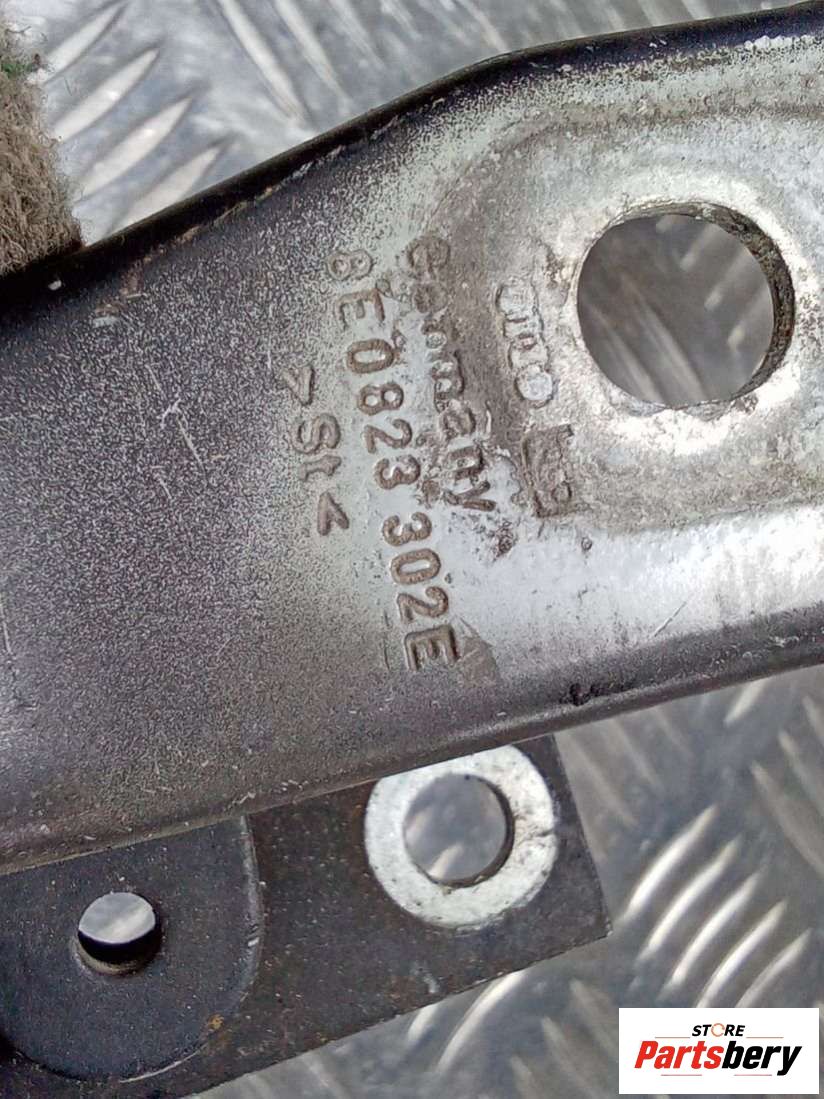 Germany
8E0823 302E
>St<
STORE
Partsbery